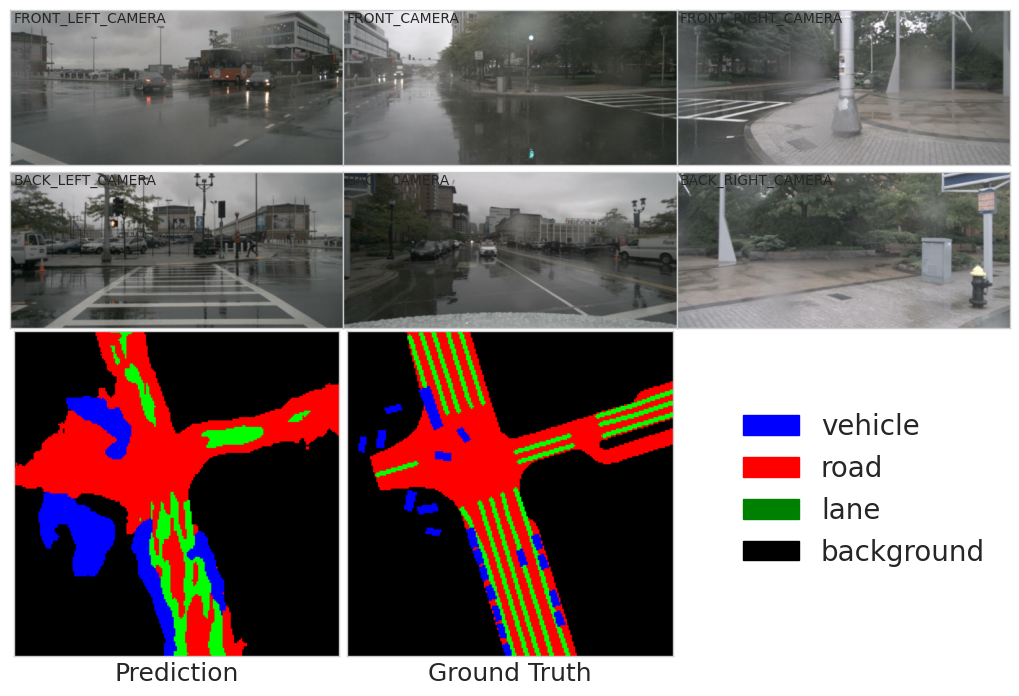 FRONT_LEFT_CAMERA
FRONT_CAMERA
FRONT_RIGHT_CAMERA
BACK_LEFT_CAMERA
CAMERA
BACK_RIGHT_CAMERA
vehicle
road
lane
background
Prediction
Ground Truth